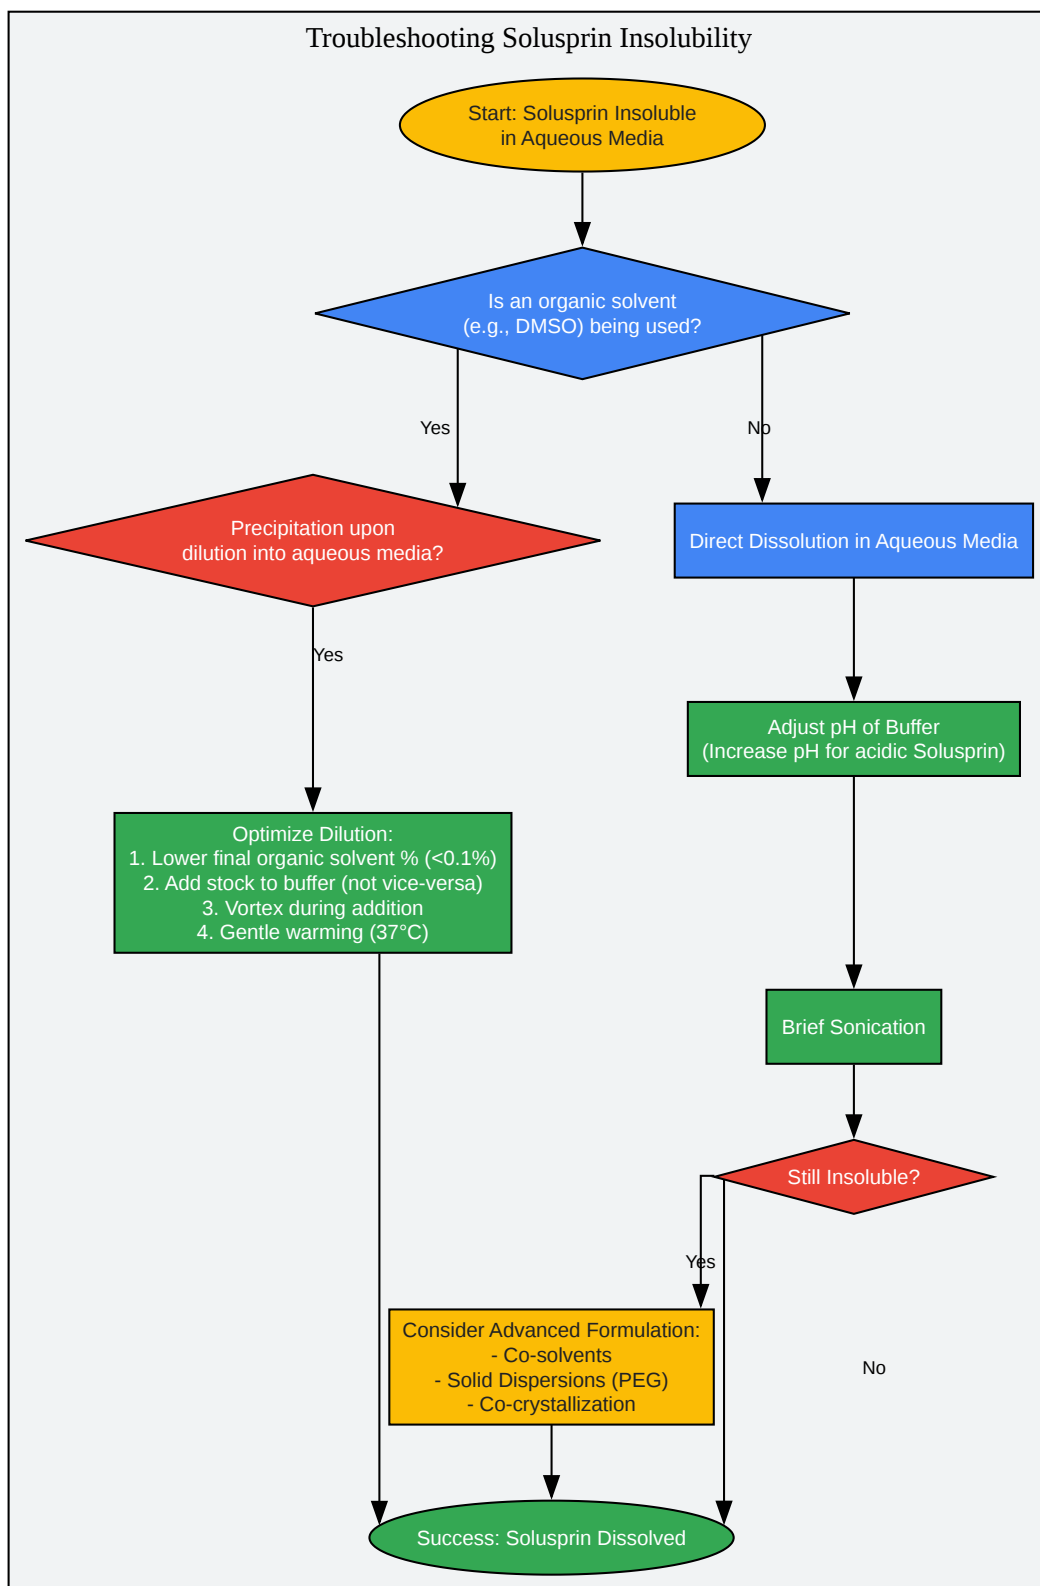 Troubleshooting Solusprin Insolubility
Start: Solusprin Insoluble
in Aqueous Media
Is an organic solvent
(e.g., DMSO) being used?
Yes
No
Precipitation upon
dilution into aqueous media?
Direct Dissolution in Aqueous Media
Yes
Adjust pH of Buffer
(Increase pH for acidic Solusprin)
Optimize Dilution:
1. Lower final organic solvent % (<0.1%)
2. Add stock to buffer (not vice-versa)
3. Vortex during addition
4. Gentle warming (37°C)
Brief Sonication
Still Insoluble?
Yes
Consider Advanced Formulation:
- Co-solvents
- Solid Dispersions (PEG)
- Co-crystallization
No
Success: Solusprin Dissolved